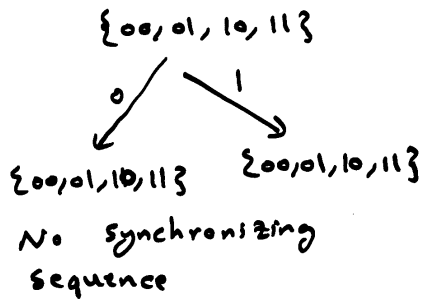 {00, 01, 10, 11}
0
1
{00,01,10,11}
{00,01,10,11}
No synchronizing
sequence